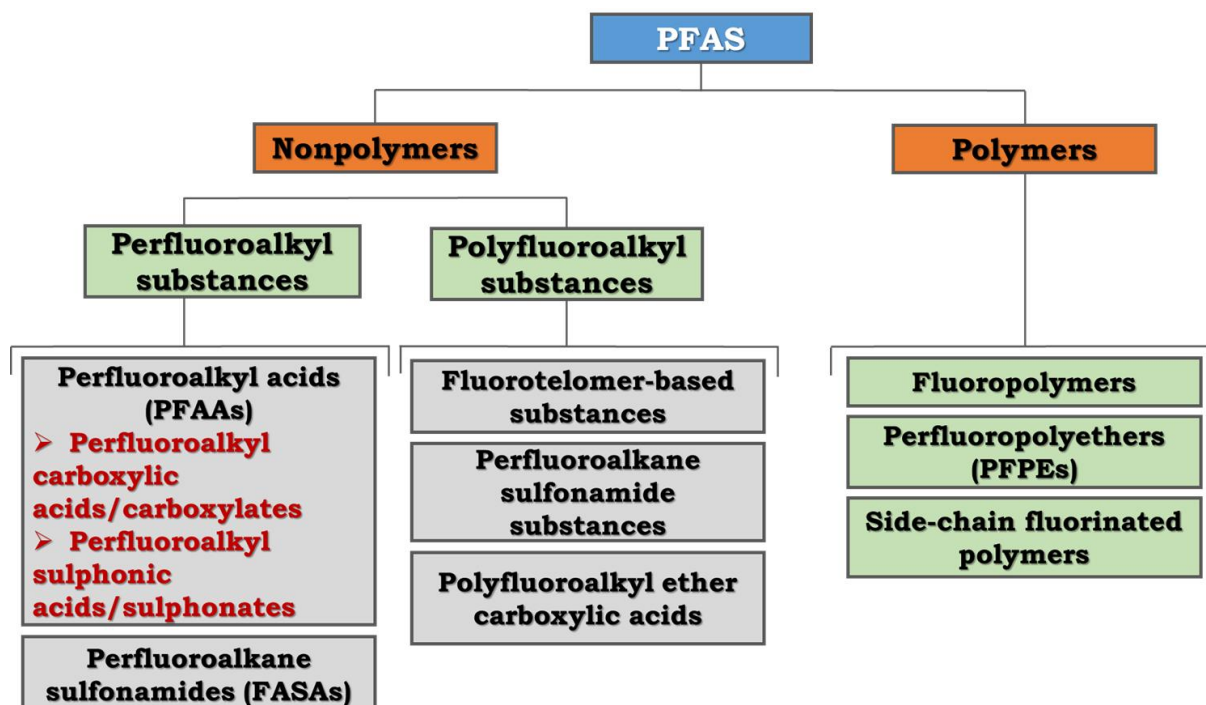 PFAS
Nonpolymers
Polymers
Perfluoroalkyl
substances
Polyfluoroalkyl
substances
Perfluoroalkyl acids
(PFAAs)
➢ Perfluoroalkyl
carboxylic
acids/carboxylates
➢ Perfluoroalkyl
sulphonic
acids/sulphonates
Perfluoroalkane
sulfonamides (FASAs)
Fluorotelomer-based
substances
Perfluoroalkane
sulfonamide
substances
Polyfluoroalkyl ether
carboxylic acids
Fluoropolymers
Perfluoropolyethers
(PFPEs)
Side-chain fluorinated
polymers